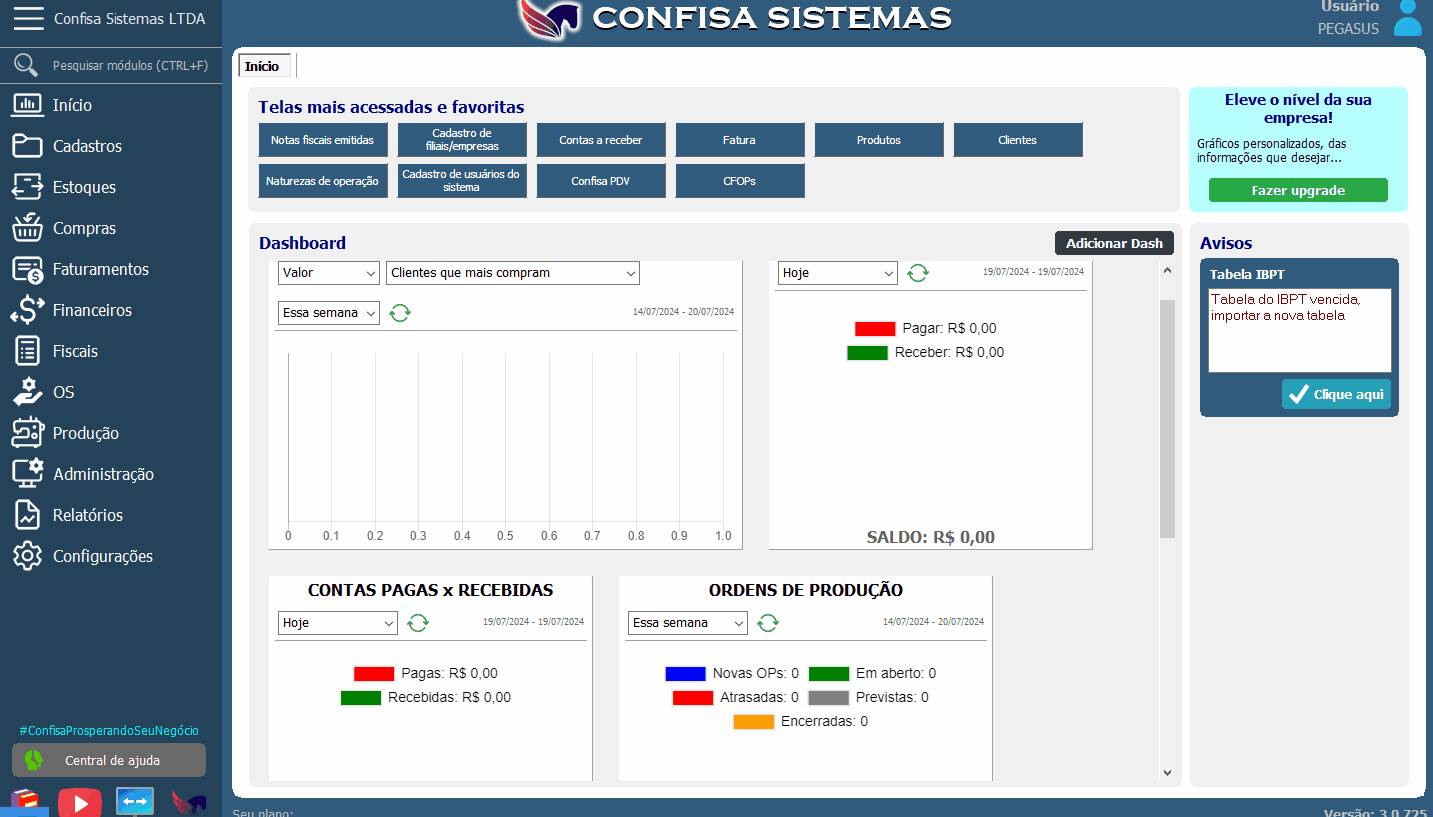 Confisa Sistemas LTDA
Pesquisar módulos (CTRL+F)
Início
Cadastros
Estoques
Compras
Faturamentos
Financeiros
Fiscais
OS
Produção
Administração
Relatórios
Configurações
#ConfisaProsperandoSeuNegócio
Central de ajuda
CONFISA SISTEMAS
Usuário
PEGASUS
Início
Telas mais acessadas e favoritas
Notas fiscais emitidas
Cadastro de
filiais/empresas
Contas a receber
Fatura
Produtos
Clientes
Naturezas de operação
Cadastro de usuários do
sistema
Confisa PDV
CFOPs
Eleve o nível da sua
empresa!
Gráficos personalizados, das
informações que desejar...
Fazer upgrade
Dashboard
Adicionar Dash
Valor
Clientes que mais compram
Essa semana
14/07/2024 - 20/07/2024
0 0.1 0.2 0.3 0.4 0.5 0.6 0.7 0.8 0.9 1.0
Hoje
19/07/2024 - 19/07/2024
Pagar: R$ 0,00
Receber: R$ 0,00
SALDO: R$ 0,00
CONTAS PAGAS x RECEBIDAS
Hoje
19/07/2024 - 19/07/2024
Pagas: R$ 0,00
Recebidas: R$ 0,00
ORDENS DE PRODUÇÃO
Essa semana
14/07/2024 - 20/07/2024
Novas OPs: 0 Em aberto: 0
Atrasadas: 0 Previstas: 0
Encerradas: 0
Avisos
Tabela IBPT
Tabela do IBPT vencida,
importar a nova tabela
Clique aqui
Seu plano:
Versão: 3.0.725